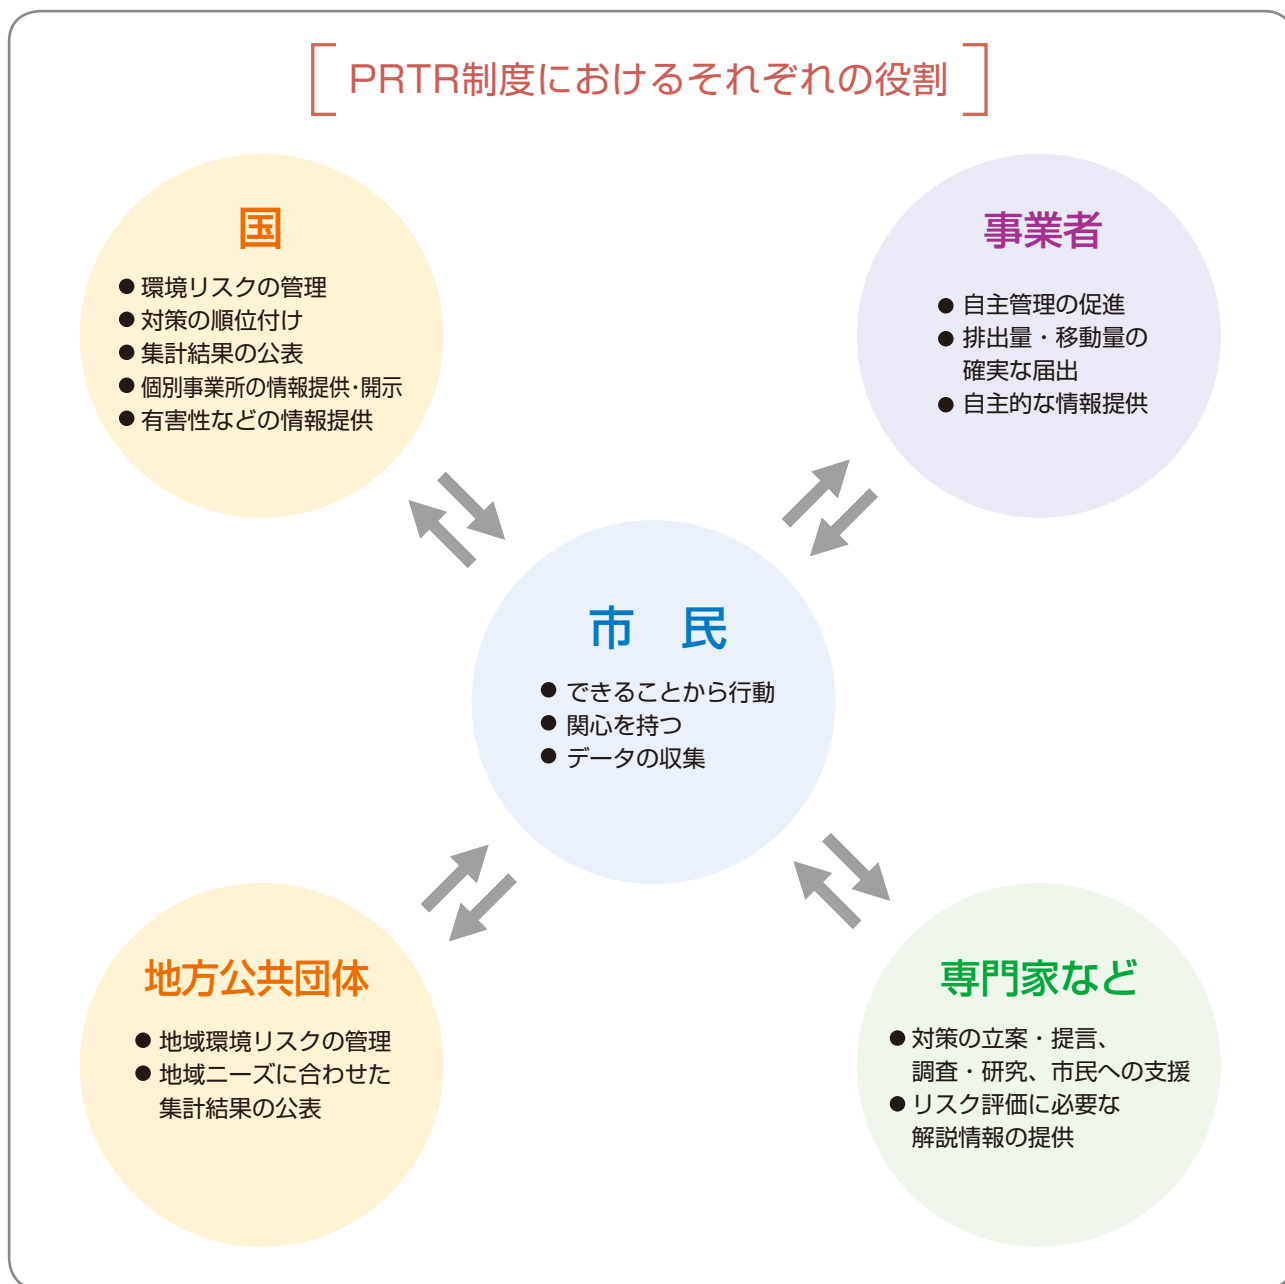 PRTR制度におけるそれぞれの役割
国
● 環境リスクの管理
● 対策の順位付け
● 集計結果の公表
● 個別事業所の情報提供・開示
● 有害性などの情報提供
事業者
● 自主管理の促進
● 排出量・移動量の
確実な届出
● 自主的な情報提供
市　民
● できることから行動
● 関心を持つ
● データの収集
地方公共団体
● 地域環境リスクの管理
● 地域ニーズに合わせた
集計結果の公表
専門家など
● 対策の立案・提言、
調査・研究、市民への支援
● リスク評価に必要な
解説情報の提供